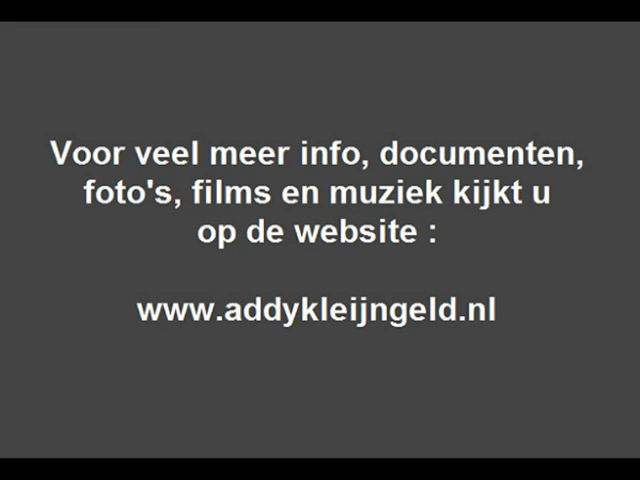 Voor veel meer info, documenten,
foto's, films en muziek kijkt u
op de website :
www.addykleijngeld.nl